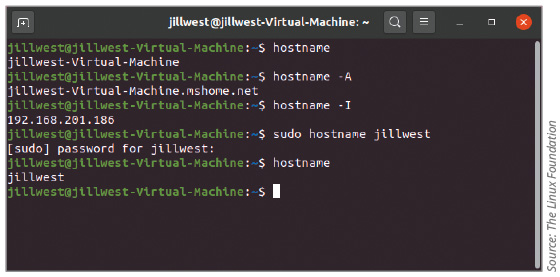 jillwest@jillwest-Virtual-Machine: ~
jillwest@jillwest-Virtual-Machine:~$ hostname
jillwest-Virtual-Machine
jillwest@jillwest-Virtual-Machine:~$ hostname -A
jillwest-Virtual-Machine.mshome.net
jillwest@jillwest-Virtual-Machine:~$ hostname -I
192.168.201.186
jillwest@jillwest-Virtual-Machine:~$ sudo hostname jillwest
[sudo] password for jillwest:
jillwest@jillwest-Virtual-Machine:~$ hostname
jillwest
jillwest@jillwest-Virtual-Machine:~$
Source: The Linux Foundation